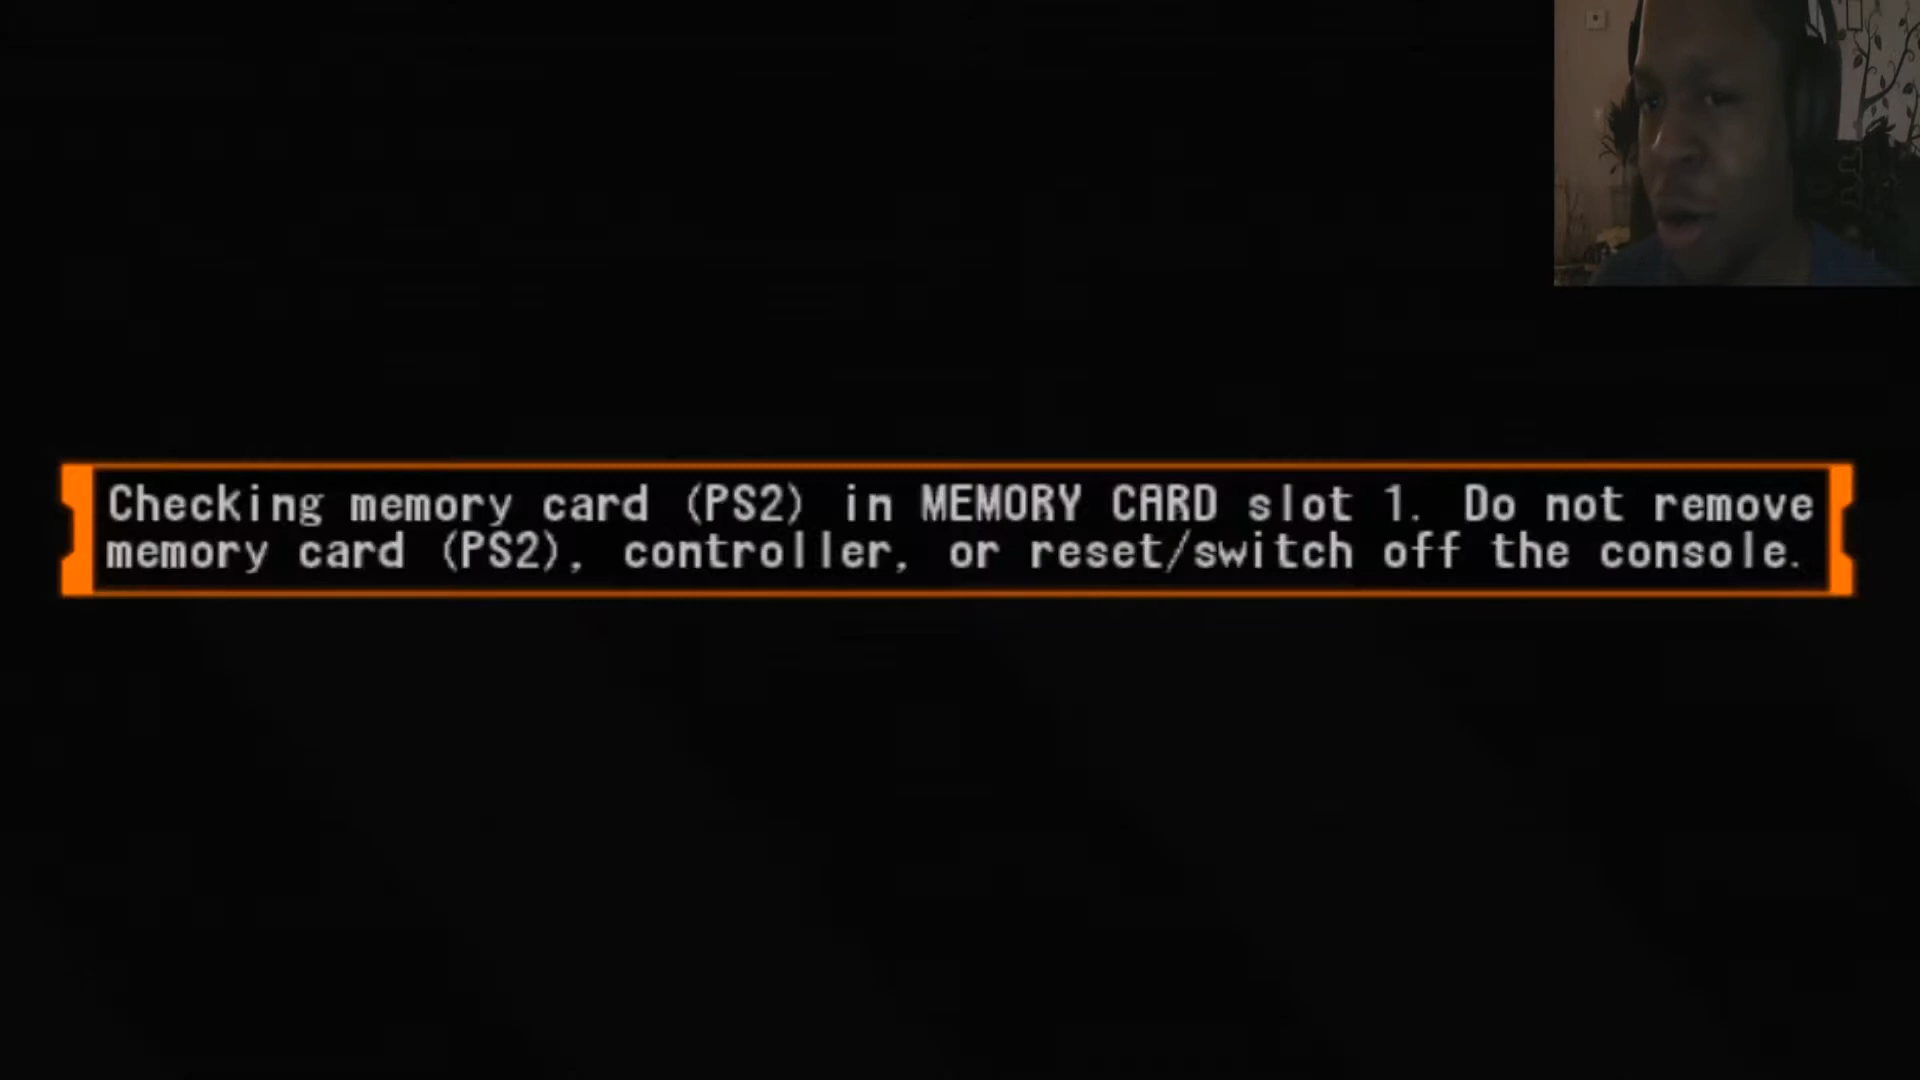 Checking memory card (PS2) in MEMORY CARD slot 1. Do not remove
memory card (PS2), controller, or reset/switch off the console.